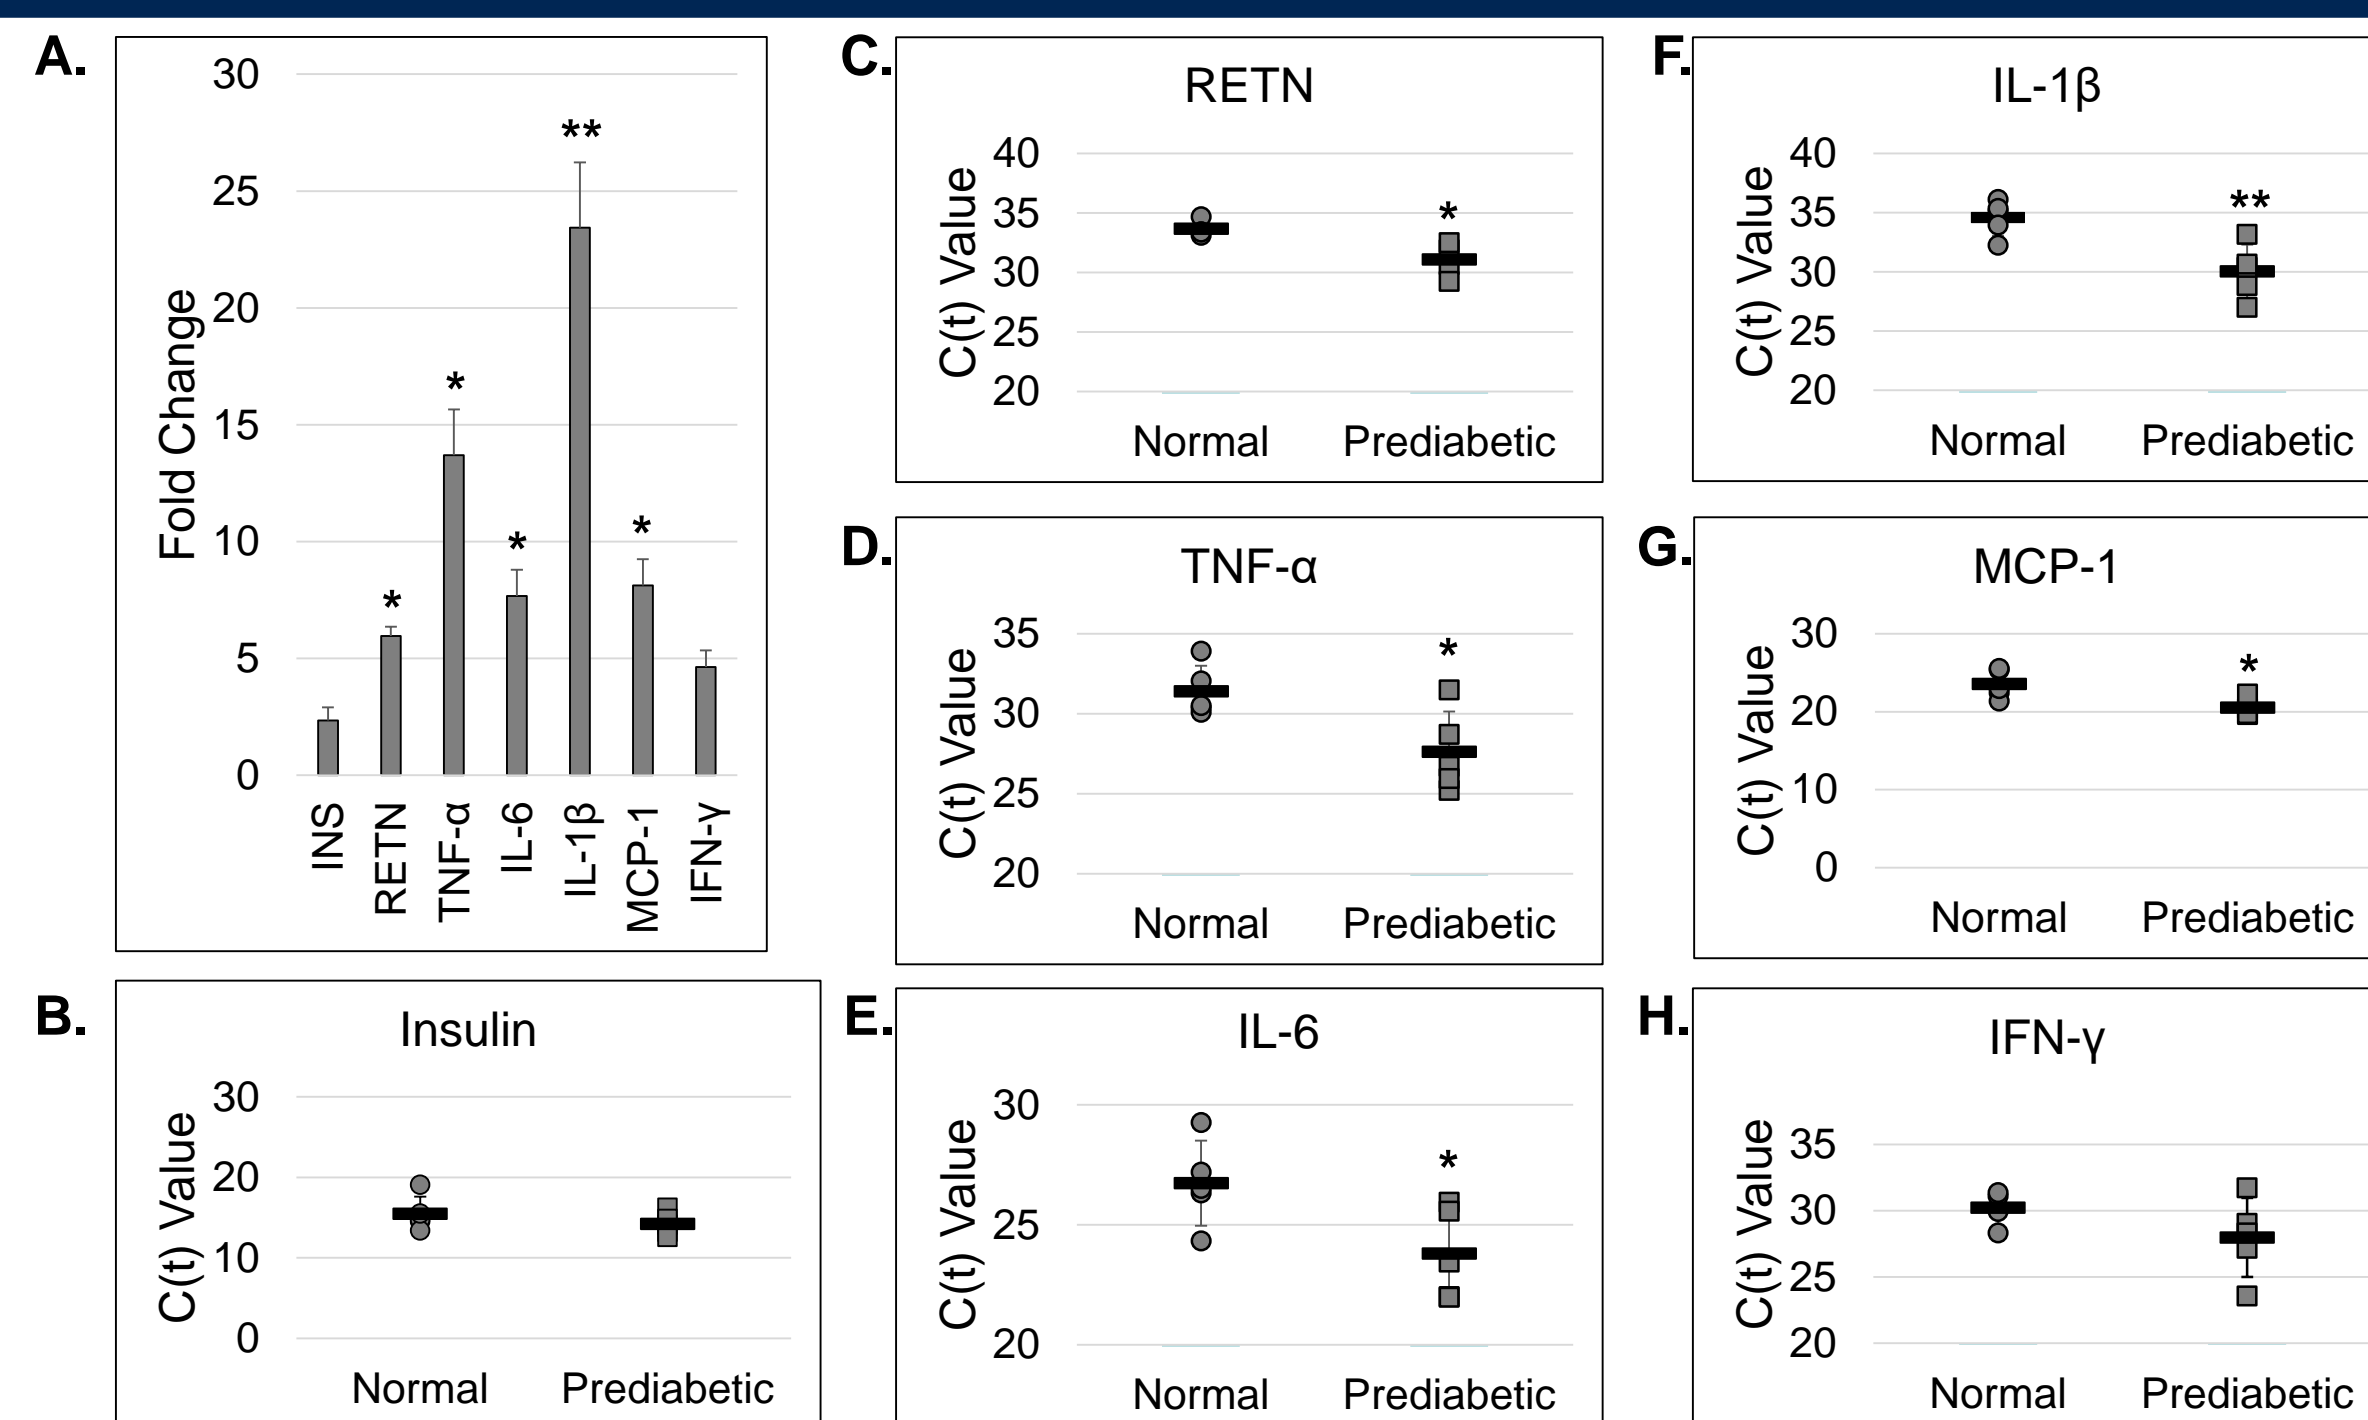 A.
30
25
20
15
10
5
0
Fold Change
**
*
*
*
*
INS
RETN
TNF-α
IL-6
IL-1β
MCP-1
IFN-γ
B.
Insulin
C(t) Value
30
20
10
0
Normal Prediabetic
C.
RETN
C(t) Value
40
35
30
25
20
*
Normal Prediabetic
D.
TNF-α
C(t) Value
35
30
25
20
*
Normal Prediabetic
E.
IL-6
C(t) Value
30
25
20
*
Normal Prediabetic
F.
IL-1β
C(t) Value
40
35
30
25
20
**
Normal Prediabetic
G.
MCP-1
C(t) Value
30
20
10
0
*
Normal Prediabetic
H.
IFN-γ
C(t) Value
35
30
25
20
Normal Prediabetic